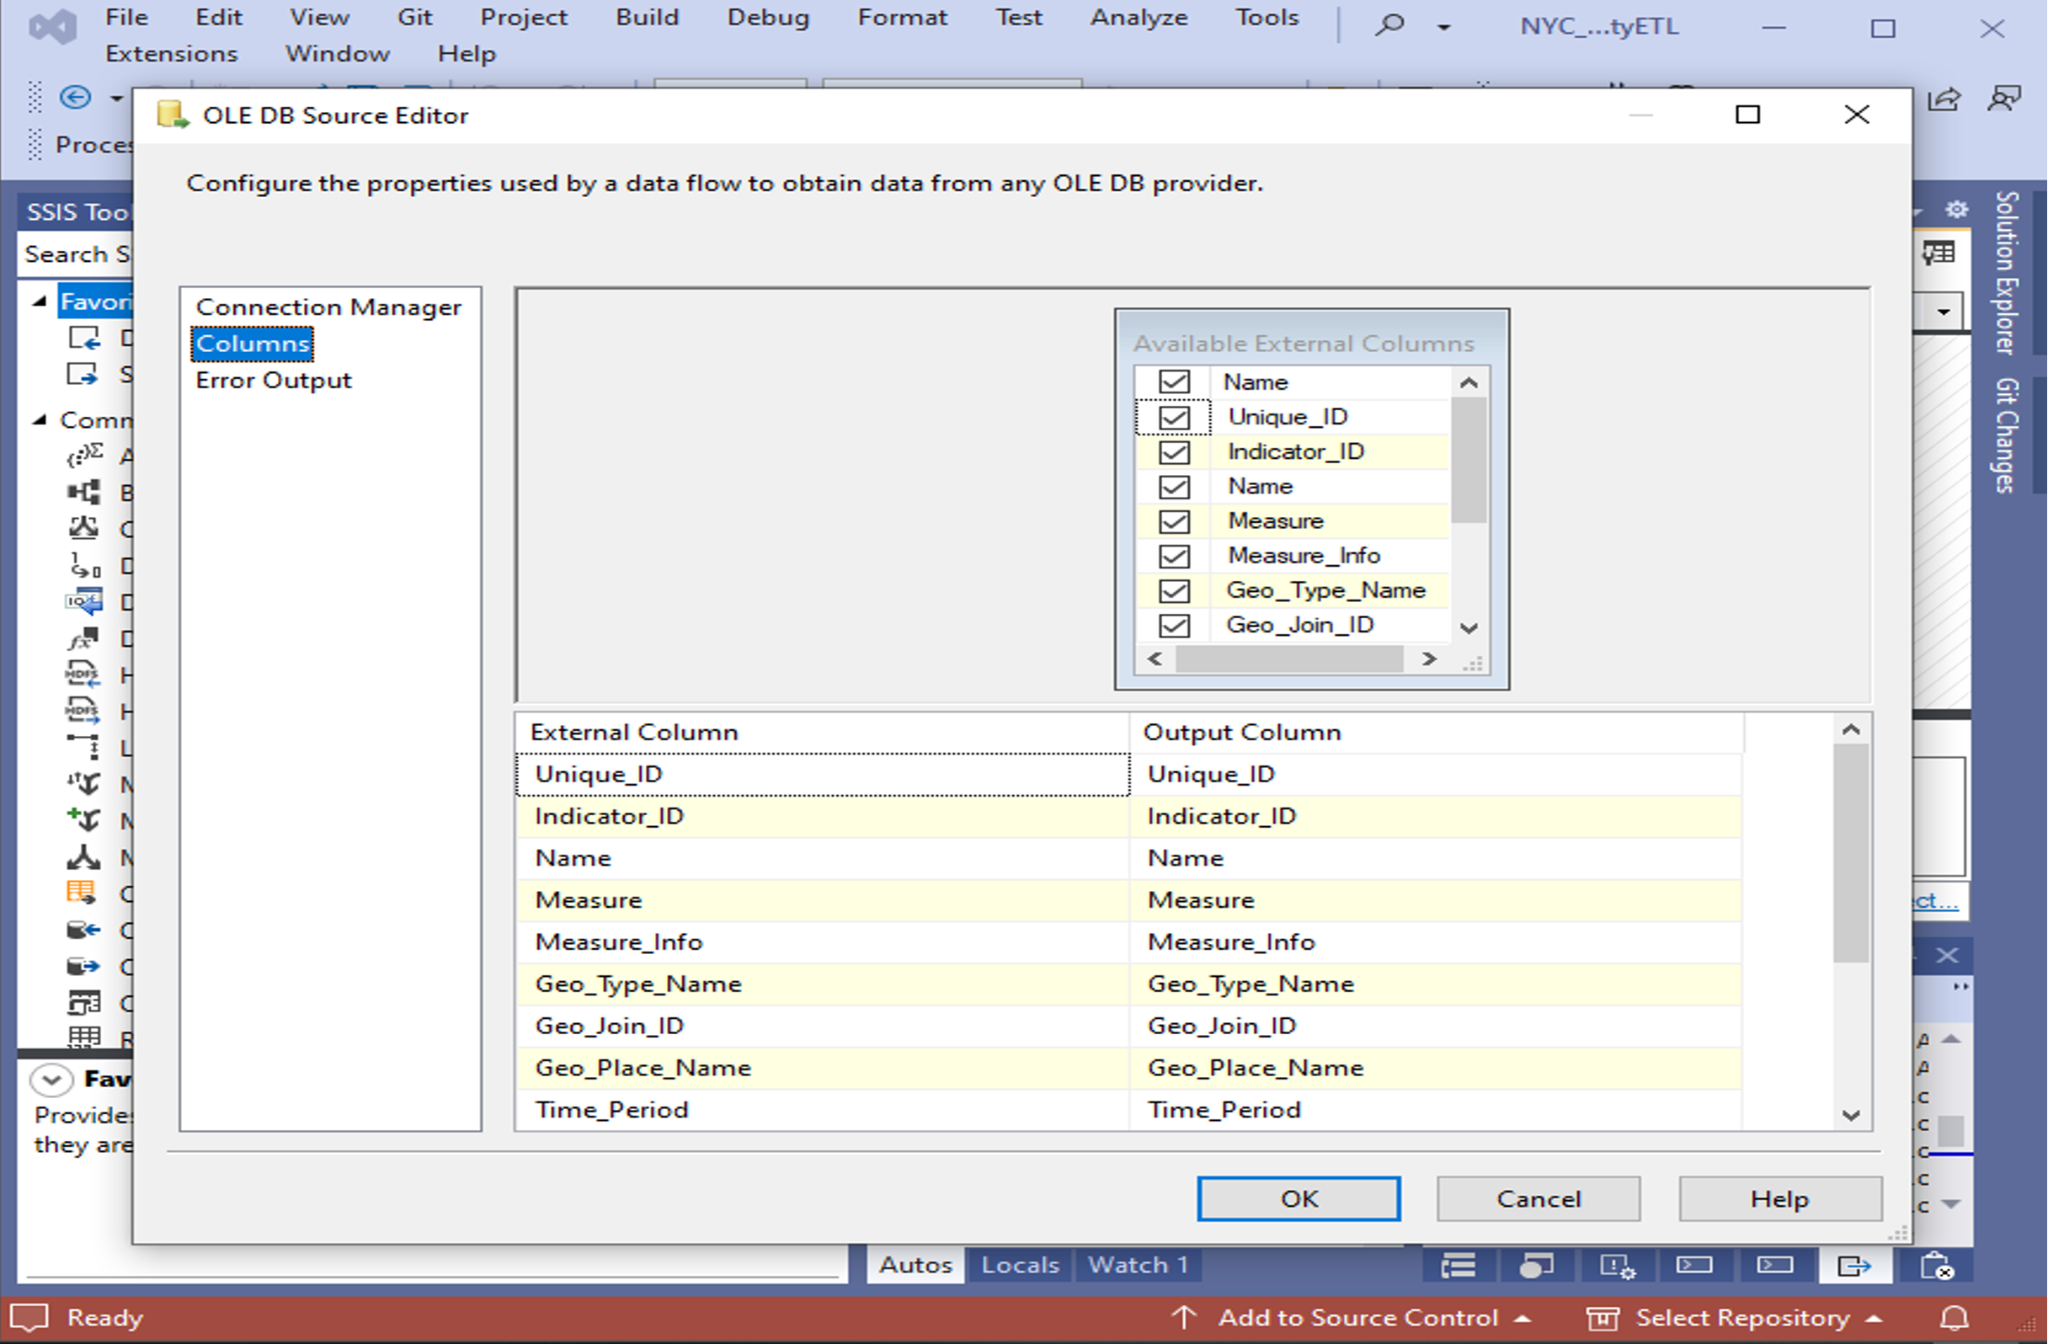 File Edit View Git Project Build Debug Format Test Analyze Tools NYC_...tyETL
Extensions Window Help
OLE DB Source Editor
Configure the properties used by a data flow to obtain data from any OLE DB provider.
SSIS
Search
Connection Manager
Columns
Error Output
Available External Columns
Name
Unique_ID
Indicator_ID
Name
Measure
Measure_Info
Geo_Type_Name
Geo_Join_ID
External Column Output Column
Unique_ID Unique_ID
Indicator_ID Indicator_ID
Name Name
Measure Measure
Measure_Info Measure_Info
Geo_Type_Name Geo_Type_Name
Geo_Join_ID Geo_Join_ID
Geo_Place_Name Geo_Place_Name
Time_Period Time_Period
OK Cancel Help
Provides
they are
Solution Explorer
Git Changes
Autos Locals Watch 1
Ready Add to Source Control Select Repository